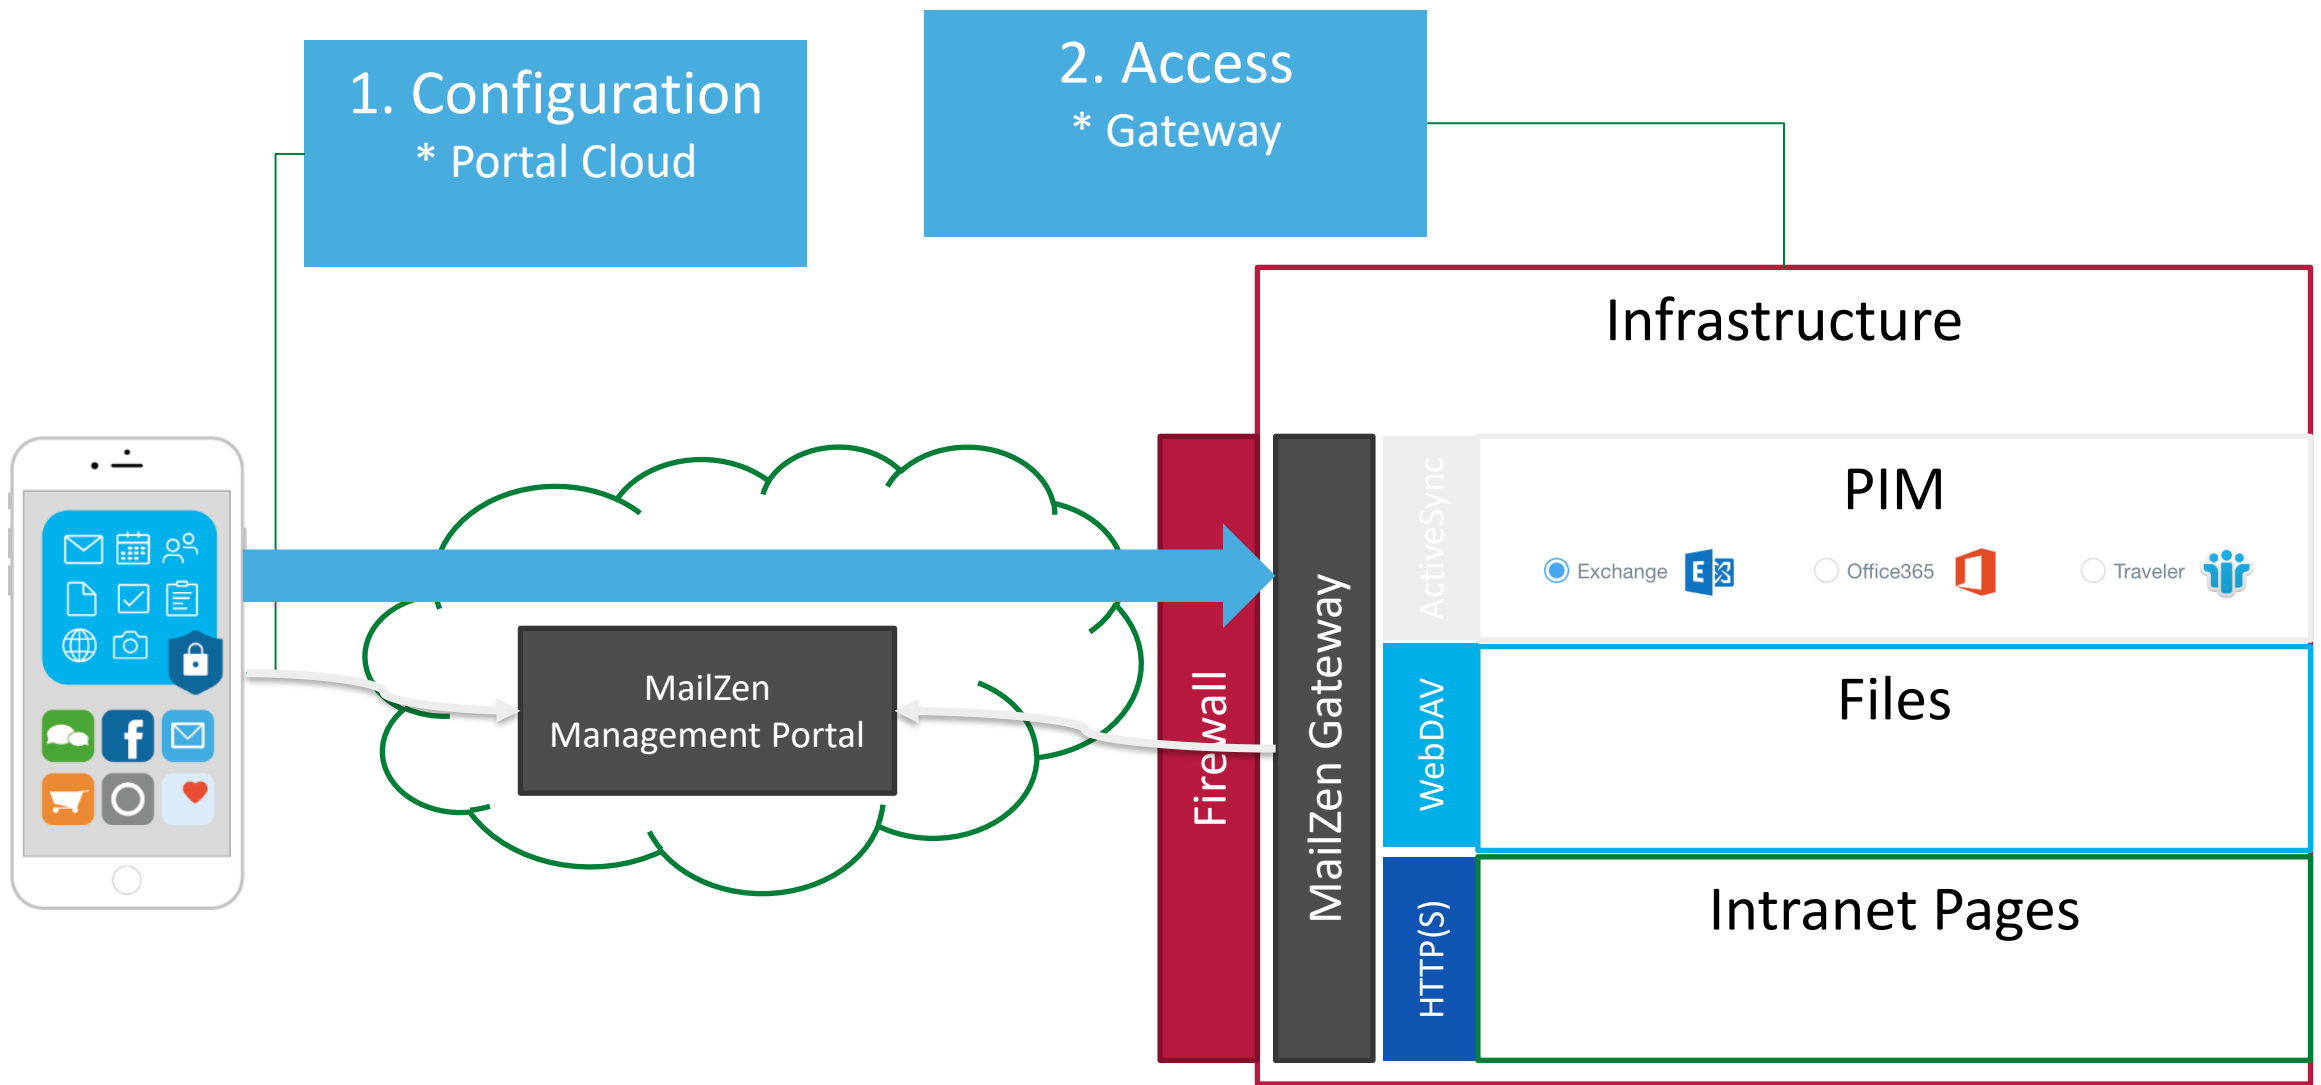 1. Configuration
* Portal Cloud
2. Access
* Gateway
Infrastructure
MailZen
Management Portal
Firewall
MailZen Gateway
ActiveSync
PIM
Exchange
E
Office365
Traveler
WebDAV
Files
HTTP(S)
Intranet Pages
f